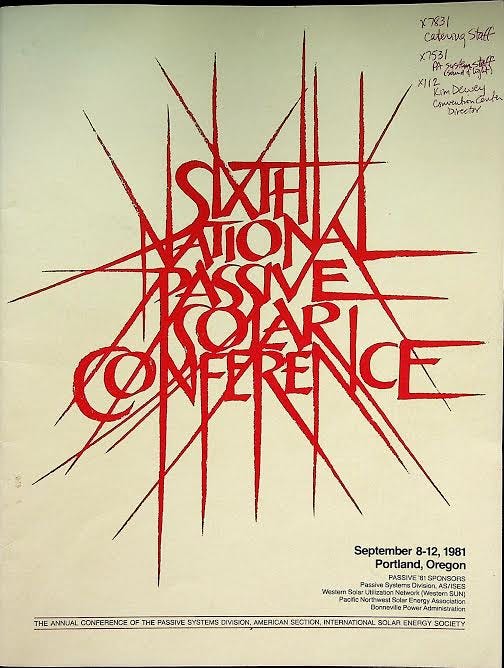 x7831
Catering Staff
x7531
PA system staff
(sound & light)
x112
Kim Dewey
Convention Center
Director
SIXTH
NATIONAL
PASSIVE
SOLAR
CONFERENCE
September 8-12, 1981
Portland, Oregon
PASSIVE '81 SPONSORS
Passive Systems Division, AS/ISES
Western Solar Utilization Network (Western SUN)
Pacific Northwest Solar Energy Association
Bonneville Power Administration
THE ANNUAL CONFERENCE OF THE PASSIVE SYSTEMS DIVISION, AMERICAN SECTION, INTERNATIONAL SOLAR ENERGY SOCIETY